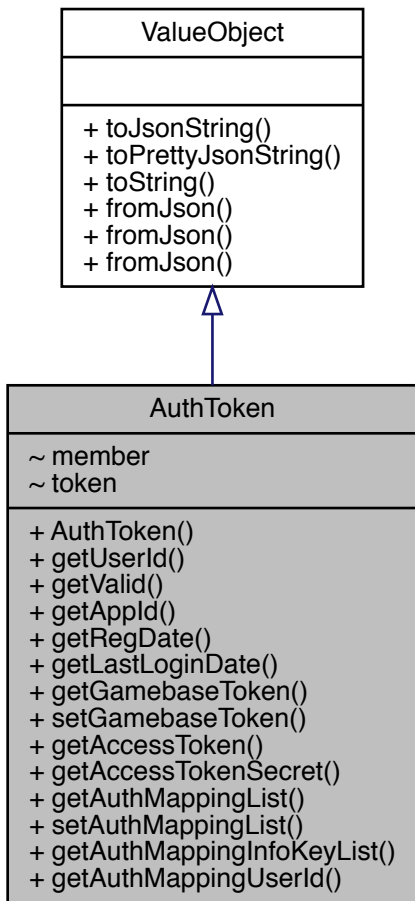 ValueObject
+ toJsonString()
+ toPrettyJsonString()
+ toString()
+ fromJson()
+ fromJson()
+ fromJson()
AuthToken
~ member
~ token
+ AuthToken()
+ getUserId()
+ getValid()
+ getAppId()
+ getRegDate()
+ getLastLoginDate()
+ getGamebaseToken()
+ setGamebaseToken()
+ getAccessToken()
+ getAccessTokenSecret()
+ getAuthMappingList()
+ setAuthMappingList()
+ getAuthMappingInfoKeyList()
+ getAuthMappingUserId()